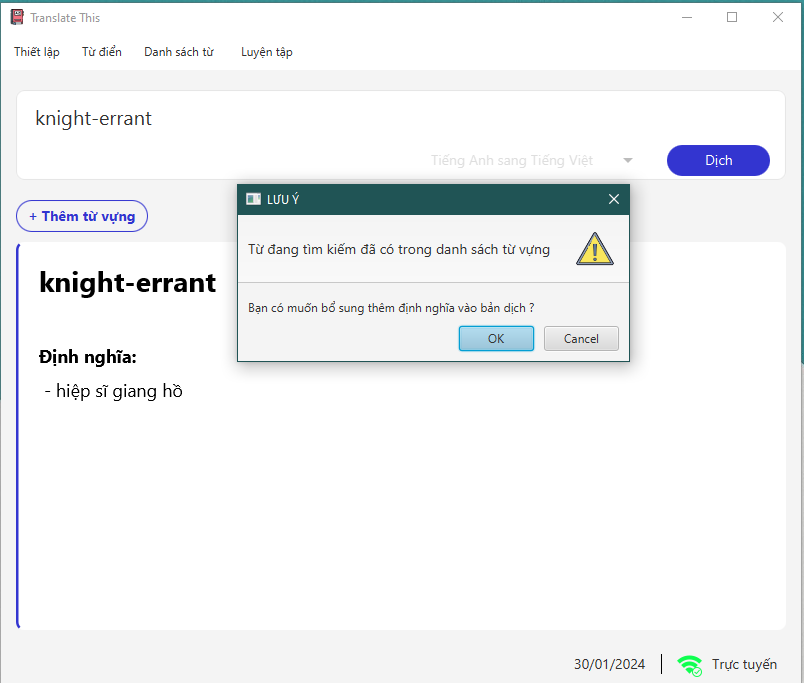 Translate This
Thiết lập Từ điển Danh sách từ Luyện tập
knight-errant
Tiếng Anh sang Tiếng Việt Dịch
+ Thêm từ vựng
LƯU Ý
Từ đang tìm kiếm đã có trong danh sách từ vựng
Bạn có muốn bổ sung thêm định nghĩa vào bản dịch ?
OK Cancel
knight-errant
Định nghĩa:
- hiệp sĩ giang hồ
30/01/2024 Trực tuyến